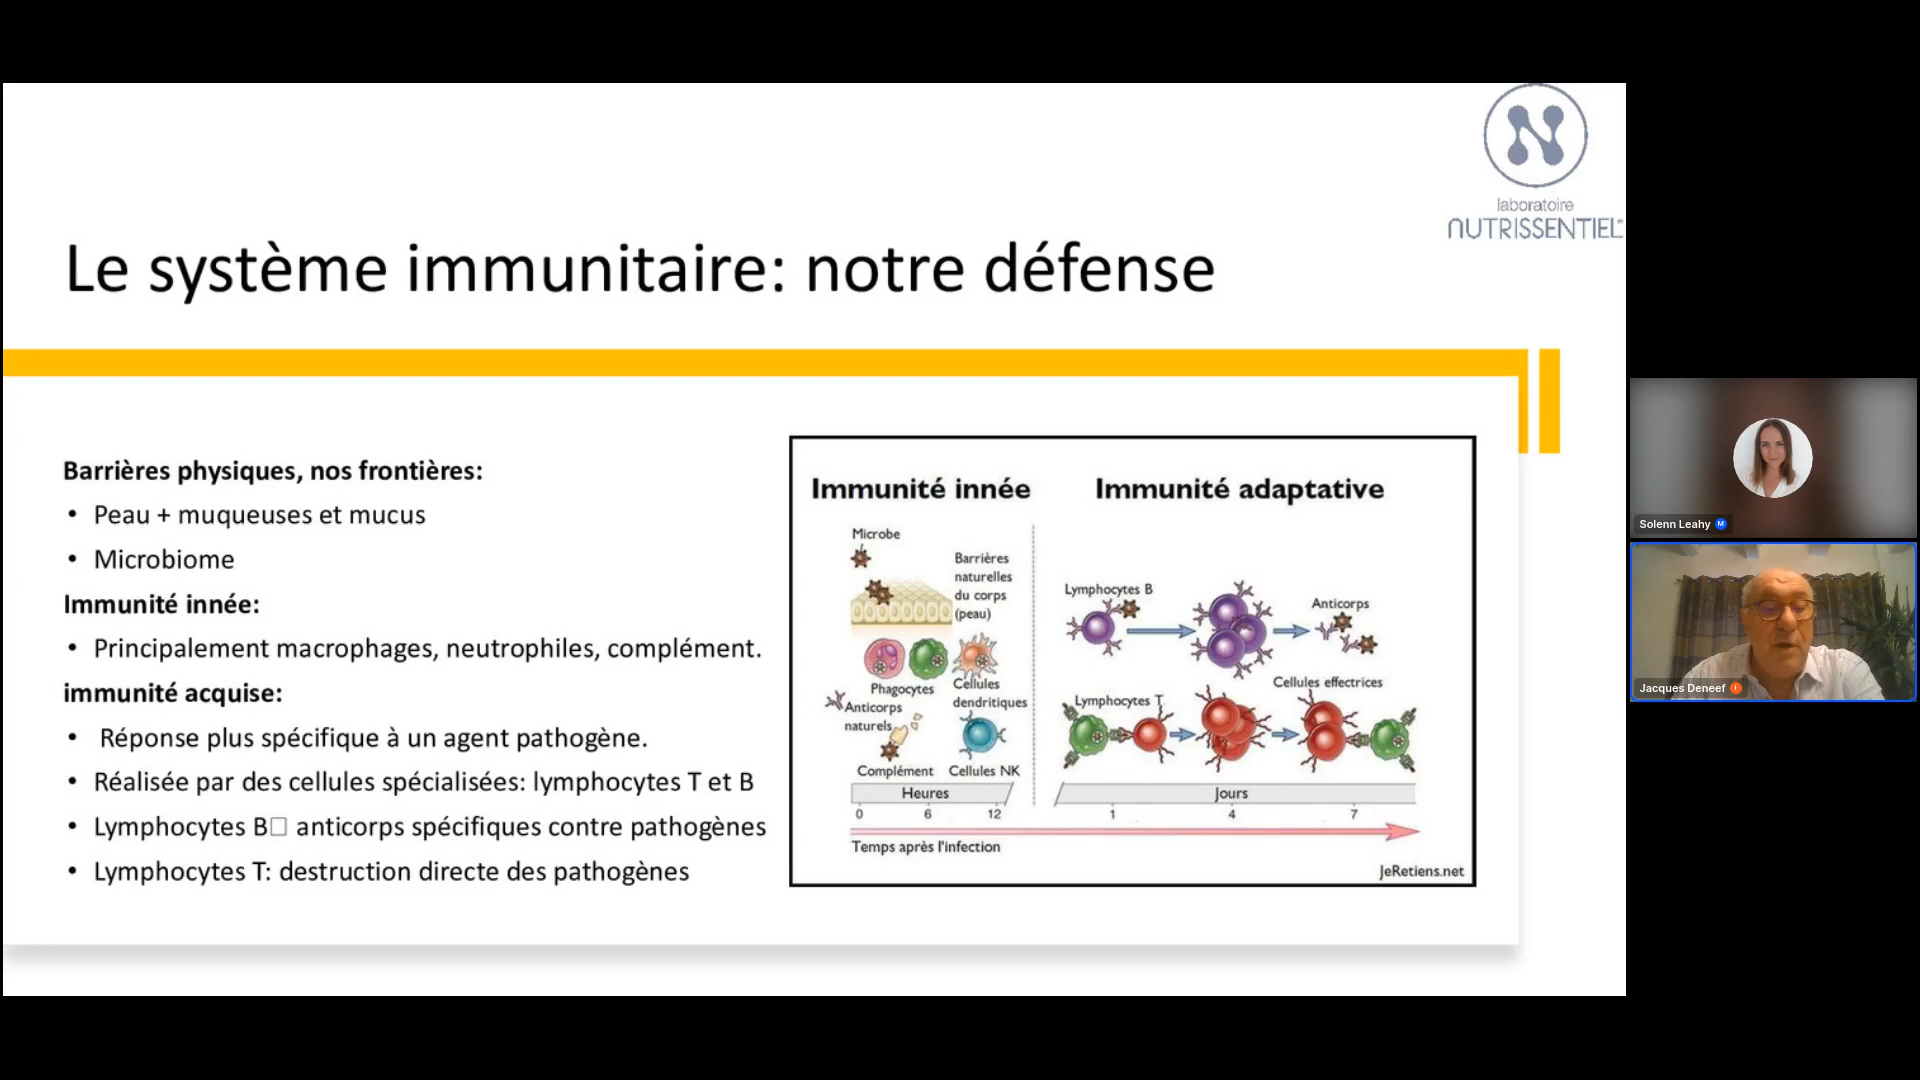 laboratoire
NUTRISSENTIEL
Le système immunitaire: notre défense
Barrières physiques, nos frontières:
• Peau + muqueuses et mucus
• Microbiome
Immunité innée:
• Principalement macrophages, neutrophiles, complément.
immunité acquise:
• Réponse plus spécifique à un agent pathogène.
• Réalisée par des cellules spécialisées: lymphocytes T et B
• Lymphocytes B□ anticorps spécifiques contre pathogènes
• Lymphocytes T: destruction directe des pathogènes
Immunité innée
Microbe
Barrières
naturelles
du corps
(peau)
Phagocytes
Cellules
dendritiques
Anticorps
naturels
Complément
Cellules NK
Heures
0 6 12
Immunité adaptative
Lymphocytes B
Anticorps
Cellules effectrices
Lymphocytes T
Jours
1 4 7
Temps après l'infection
JeRetiens.net
Solenn Leahy M
Jacques Deneef I